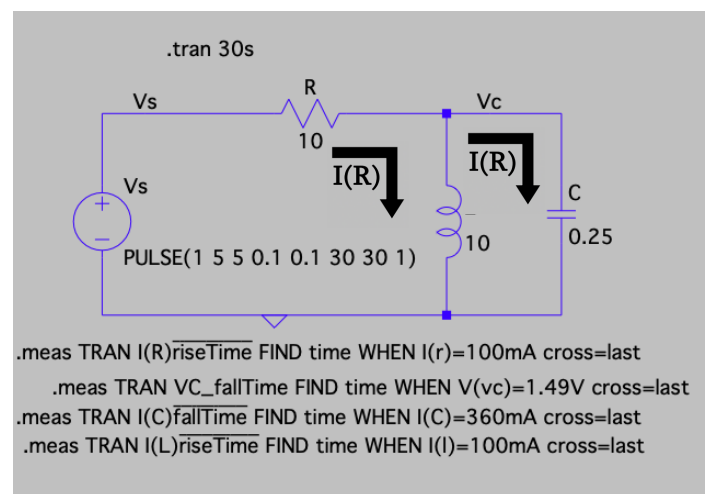 .tran 30s
R
Vs
Vc
10
I(R)
I(R)
Vs
C
10
0.25
PULSE(1 5 5 0.1 0.1 30 30 1)
.meas TRAN I(R)riseTime FIND time WHEN I(r)=100mA cross=last
.meas TRAN VC_fallTime FIND time WHEN V(vc)=1.49V cross=last
.meas TRAN I(C)fallTime FIND time WHEN I(C)=360mA cross=last
.meas TRAN I(L)riseTime FIND time WHEN I(l)=100mA cross=last